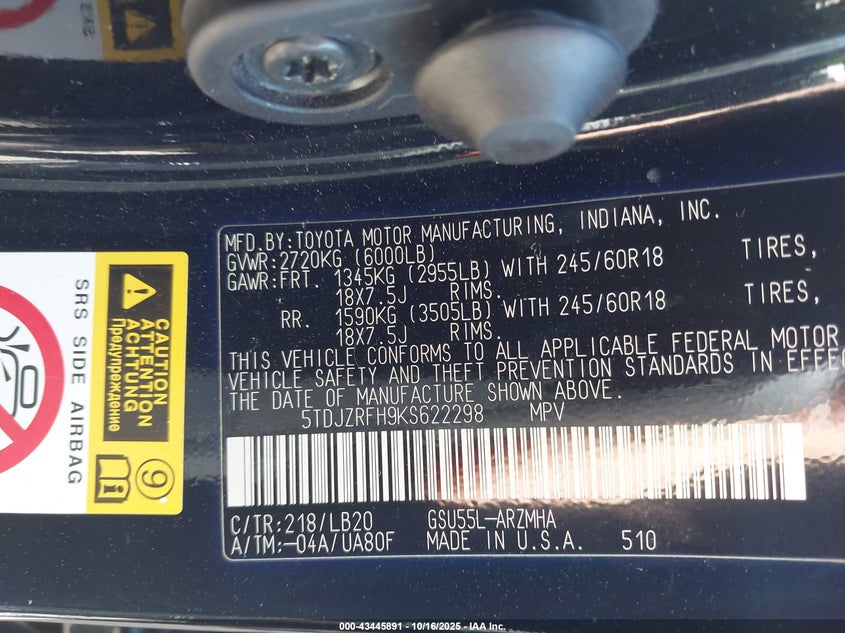 MFD.BY:TOYOTA MOTOR MANUFACTURING, INDIANA, INC.
GVWR:2720KG (6000LB)
GAWR:FRT. 1345KG (2955LB) WITH 245/60R18 TIRES,
18X7.5J RIMS.
RR. 1590KG (3505LB) WITH 245/60R18 TIRES,
18X7.5J RIMS.
THIS VEHICLE CONFORMS TO ALL APPLICABLE FEDERAL MOTOR
VEHICLE SAFETY AND THEFT PREVENTION STANDARDS IN EFFEC
THE DATE OF MANUFACTURE SHOWN ABOVE.
5TDJZRFH9KS622298 MPV
C/TR:218/LB20 GSU55L-ARZMHA
A/TM:-04A/UA80F MADE IN U.S.A. 510
SRS SIDE AIRBAG
CAUTION
ATTENTION
ACHTUNG
Предупреждение
9
000-43445891 - 10/16/2025 - IAA Inc.